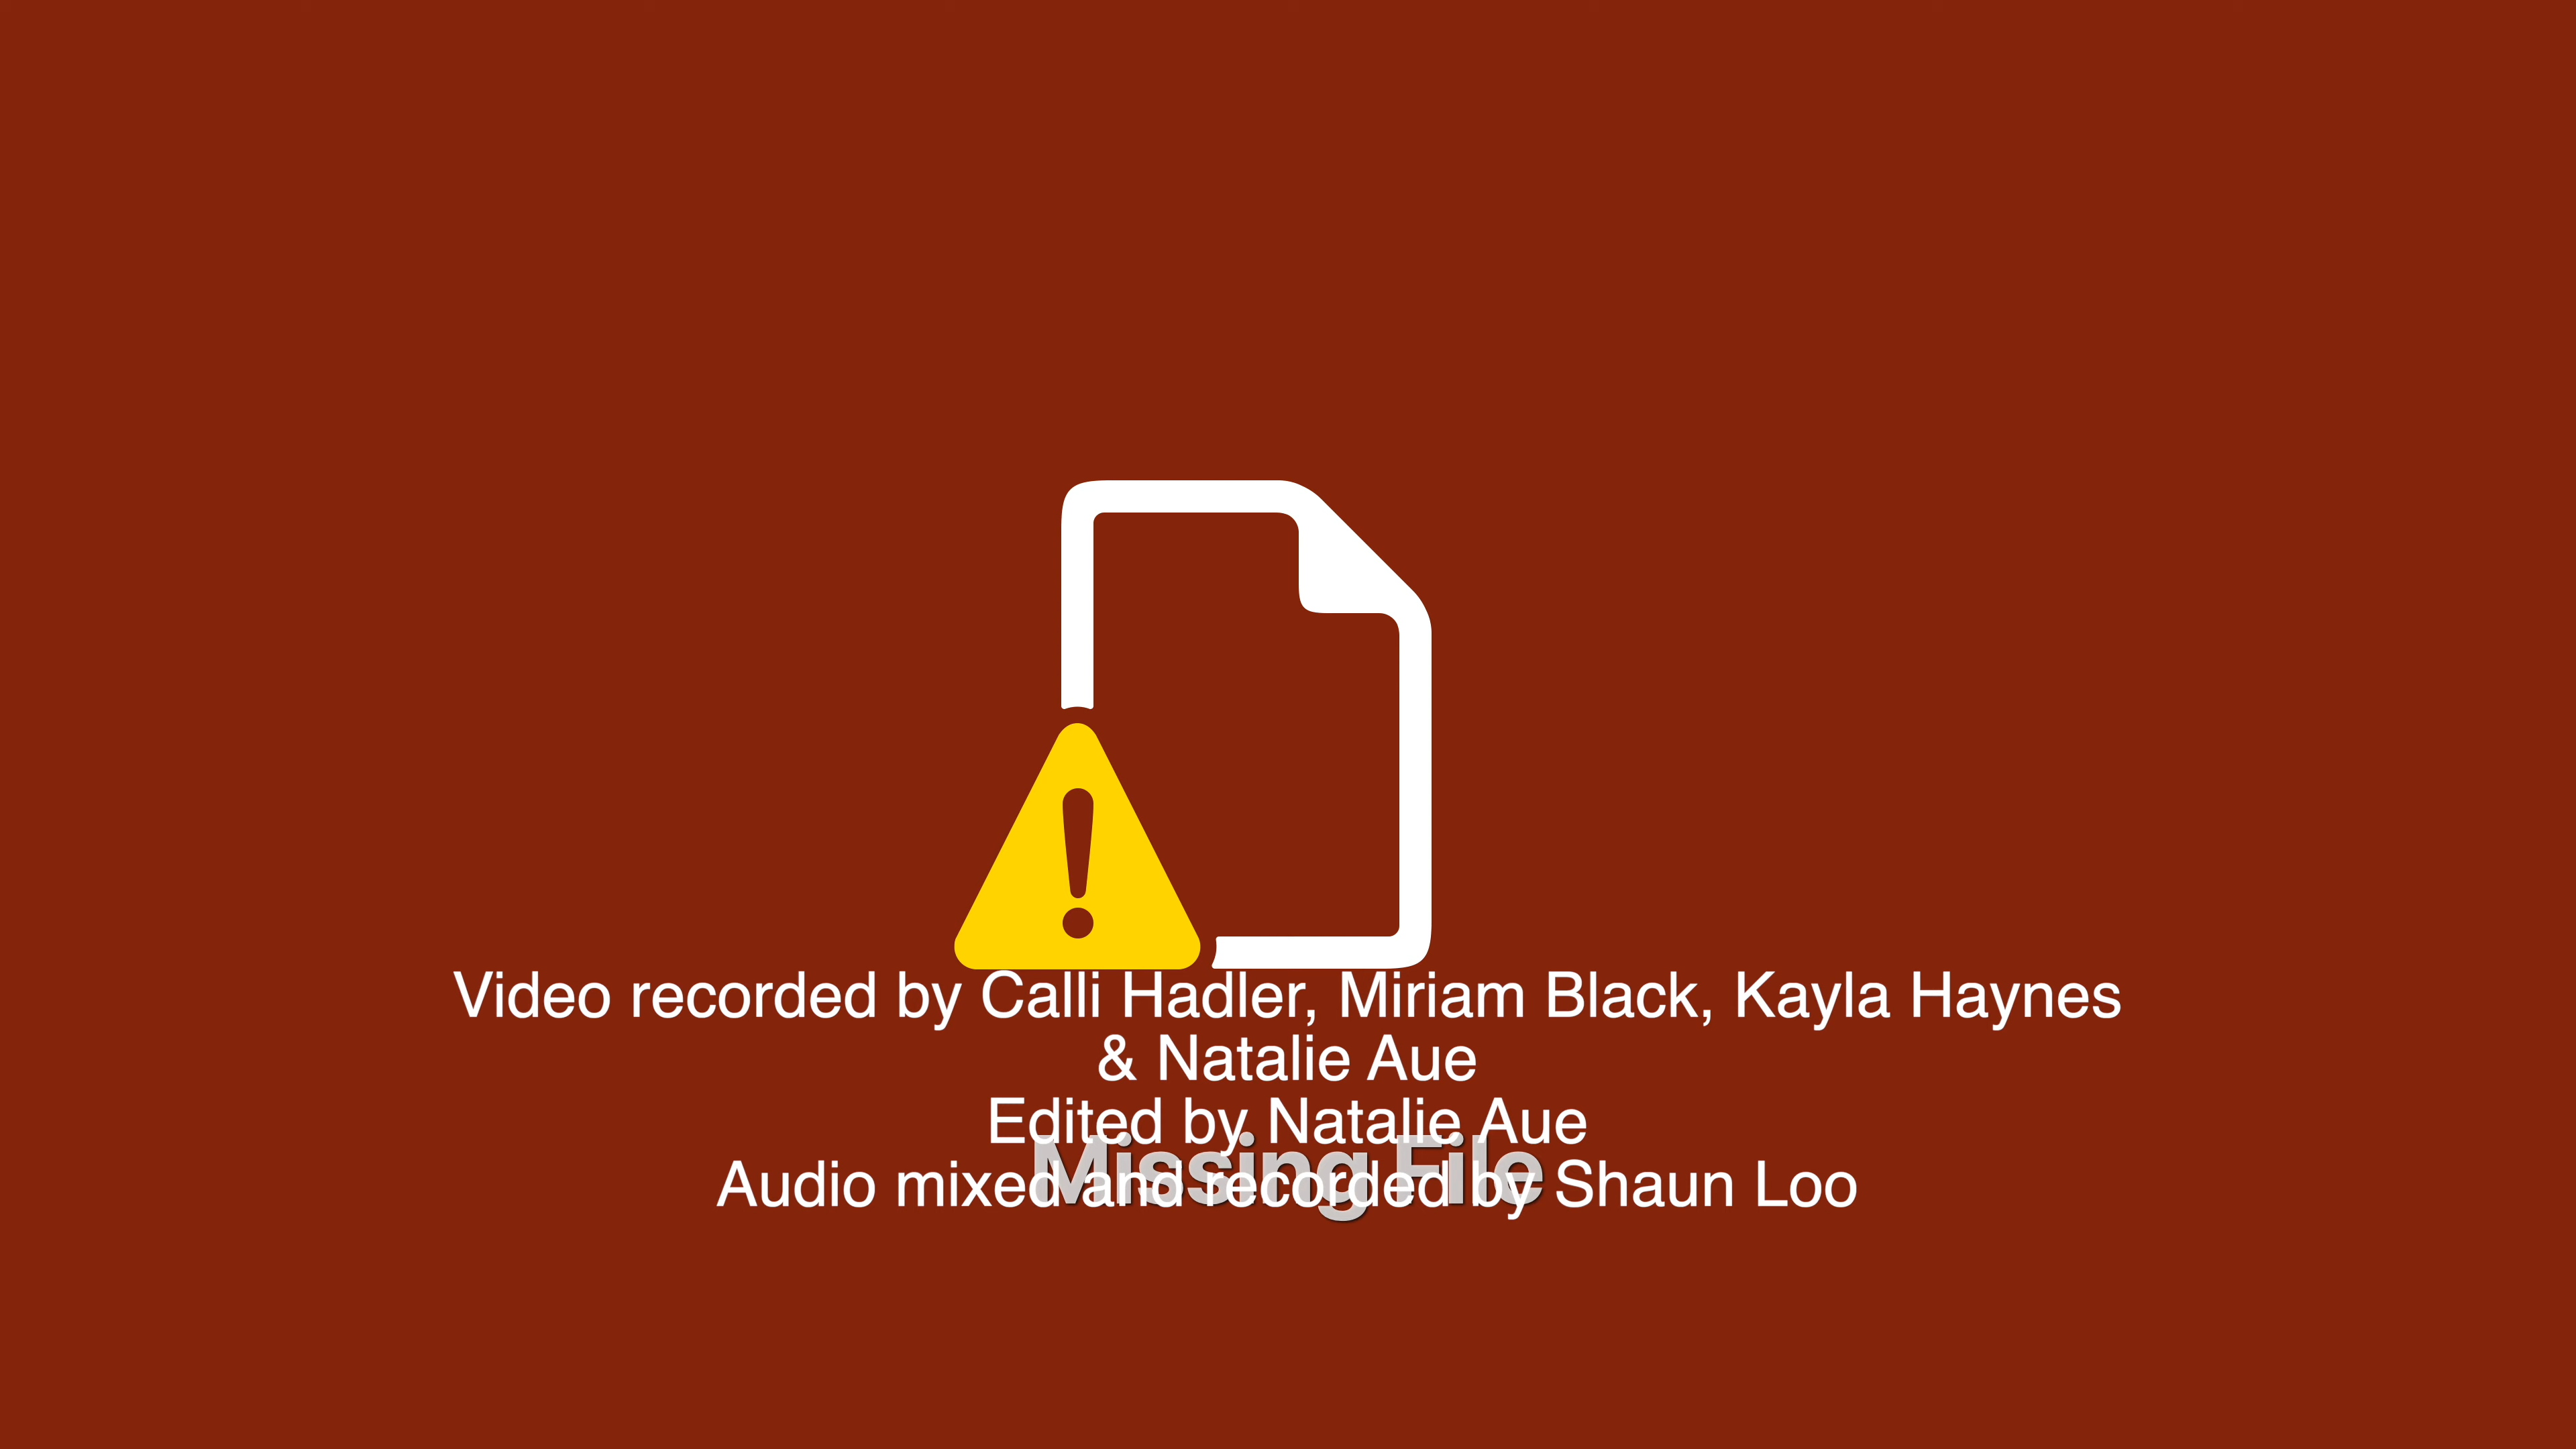 Video recorded by Calli Hadler, Miriam Black, Kayla Haynes
& Natalie Aue
Edited by Natalie Aue
Missing File
Audio mixed and recorded by Shaun Loo